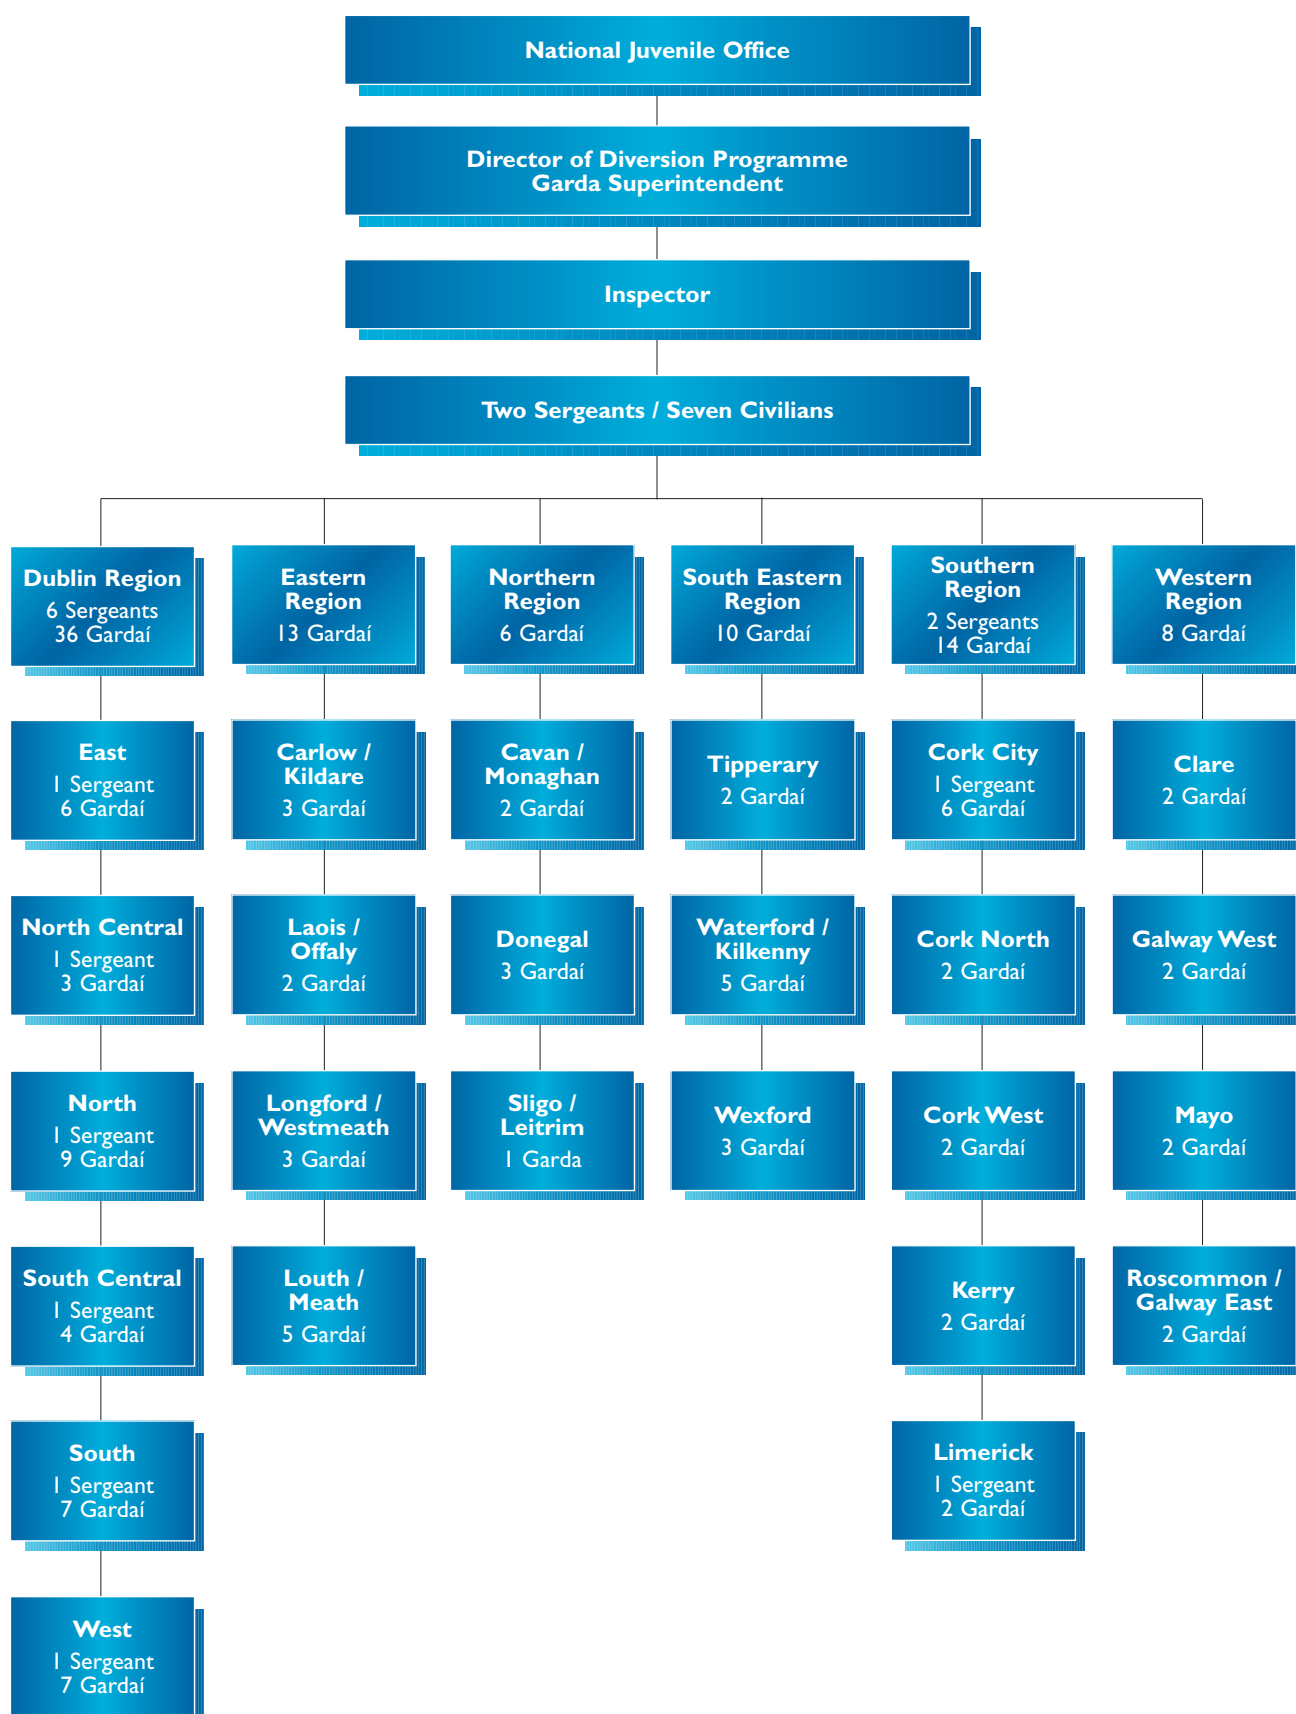 National Juvenile Office
Director of Diversion Programme
Garda Superintendent
Inspector
Two Sergeants / Seven Civilians
Dublin Region
6 Sergeants
36 Gardaí
East
1 Sergeant
6 Gardaí
North Central
1 Sergeant
3 Gardaí
North
1 Sergeant
9 Gardaí
South Central
1 Sergeant
4 Gardaí
South
1 Sergeant
7 Gardaí
West
1 Sergeant
7 Gardaí
Eastern
Region
13 Gardaí
Carlow /
Kildare
3 Gardaí
Laois /
Offaly
2 Gardaí
Longford /
Westmeath
3 Gardaí
Louth /
Meath
5 Gardaí
Northern
Region
6 Gardaí
Cavan /
Monaghan
2 Gardaí
Donegal
3 Gardaí
Sligo /
Leitrim
1 Garda
South Eastern
Region
10 Gardaí
Tipperary
2 Gardaí
Waterford /
Kilkenny
5 Gardaí
Wexford
3 Gardaí
Southern
Region
2 Sergeants
14 Gardaí
Cork City
1 Sergeant
6 Gardaí
Cork North
2 Gardaí
Cork West
2 Gardaí
Kerry
2 Gardaí
Limerick
1 Sergeant
2 Gardaí
Western
Region
8 Gardaí
Clare
2 Gardaí
Galway West
2 Gardaí
Mayo
2 Gardaí
Roscommon /
Galway East
2 Gardaí